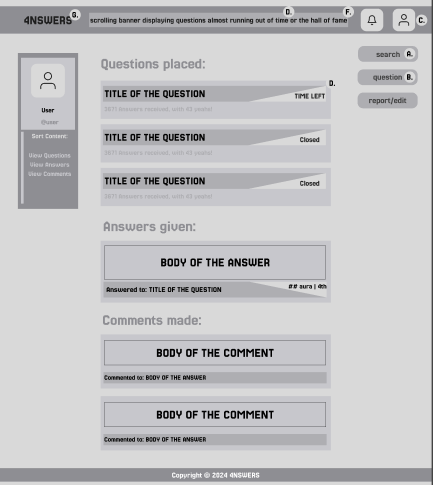 4NSWERS G.
scrolling banner displaying questions almost running out of time or the hall of fame
D. F.
C.
search A.
question B.
report/edit
User
@user
Sort Content:
View Questions
View Answers
View Comments
Questions placed:
D.
TITLE OF THE QUESTION
TIME LEFT
3671 Answers received, with 43 peaks!
TITLE OF THE QUESTION
Closed
3671 Answers received, with 43 peaks!
TITLE OF THE QUESTION
Closed
3671 Answers received, with 43 peaks!
Answers given:
BODY OF THE ANSWER
Answered to: TITLE OF THE QUESTION
## aura | 4th
Comments made:
BODY OF THE COMMENT
Commented to: BODY OF THE ANSWER
BODY OF THE COMMENT
Commented to: BODY OF THE ANSWER
Copyright © 2024 4NSWERS